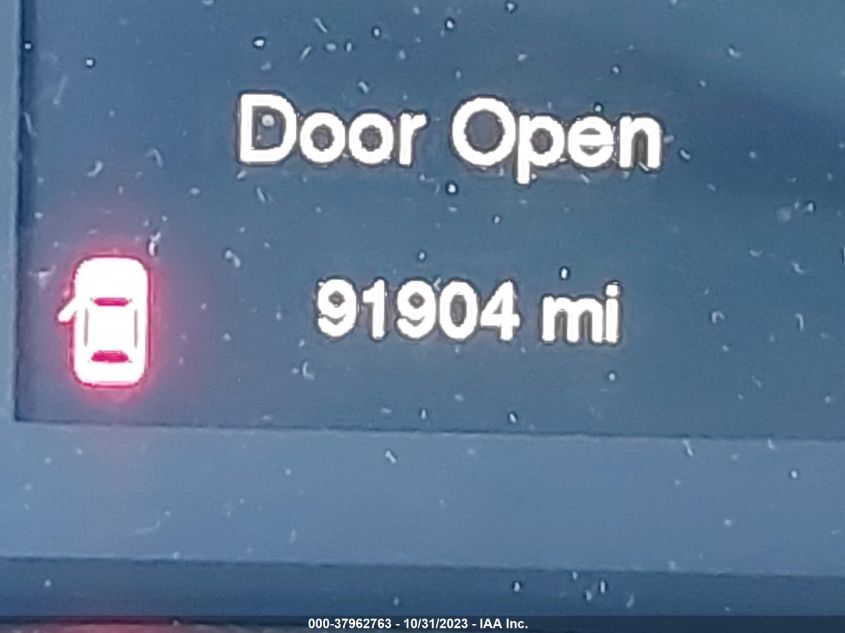 Door Open
91904 mi
000-37962763 - 10/31/2023 - IAA Inc.